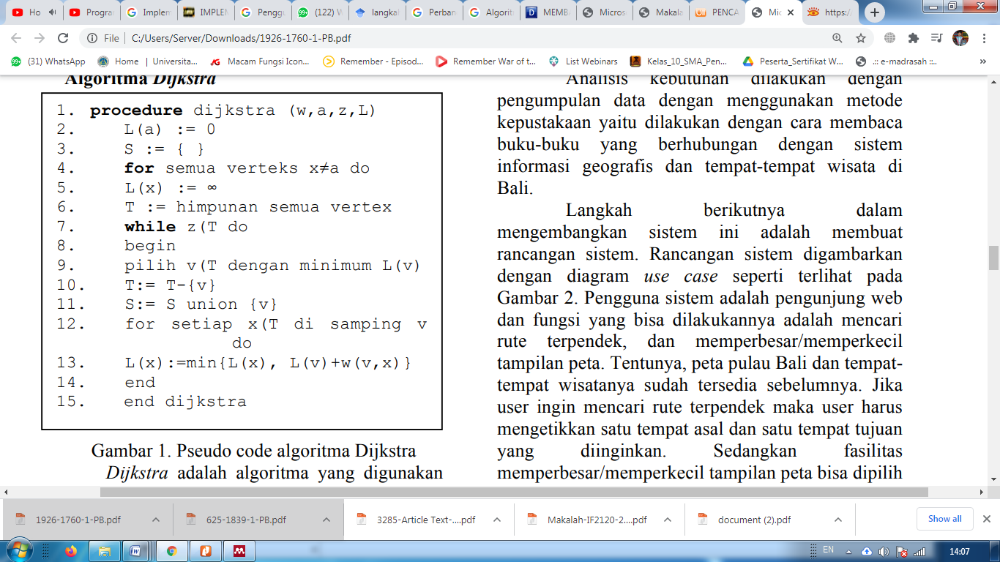 Ho
Progran
Implem
IMPLEN
Penggu
(122) W
langkal
Perban
Algorit
MEMB
Micros
Makala
PENCA
Mic
https:/
File
C:/Users/Server/Downloads/1926-1760-1-PB.pdf
(31) WhatsApp
Home | Universita...
Macam Fungsi Icon...
Remember - Episod...
Remember War of t...
List Webinars
Kelas_10_SMA_Pen...
Peserta_Sertifikat W...
.:: e-madrasah ::..
»
Algoritma Dijkstra
1. procedure dijkstra (w,a,z,L)
2. L(a) := 0
3. S := { }
4. for semua verteks x≠a do
5. L(x) := ∞
6. T := himpunan semua vertex
7. while z(T do
8. begin
9. pilih v(T dengan minimum L(v)
10. T:= T-{v}
11. S:= S union {v}
12. for setiap x(T di samping v
do
13. L(x):=min{L(x), L(v)+w(v,x)}
14. end
15. end dijkstra
Gambar 1. Pseudo code algoritma Dijkstra
Dijkstra adalah algoritma yang digunakan
Analisis kebutuhan dilakukan dengan
pengumpulan data dengan menggunakan metode
kepustakaan yaitu dilakukan dengan cara membaca
buku-buku yang berhubungan dengan sistem
informasi geografis dan tempat-tempat wisata di
Bali.
Langkah berikutnya dalam
mengembangkan sistem ini adalah membuat
rancangan sistem. Rancangan sistem digambarkan
dengan diagram use case seperti terlihat pada
Gambar 2. Pengguna sistem adalah pengunjung web
dan fungsi yang bisa dilakukannya adalah mencari
rute terpendek, dan memperbesar/memperkecil
tampilan peta. Tentunya, peta pulau Bali dan tempat-
tempat wisatanya sudah tersedia sebelumnya. Jika
user ingin mencari rute terpendek maka user harus
mengetikkan satu tempat asal dan satu tempat tujuan
yang diinginkan. Sedangkan fasilitas
memperbesar/memperkecil tampilan peta bisa dipilih
1926-1760-1-PB.pdf
625-1839-1-PB.pdf
3285-Article Text-....pdf
Makalah-IF2120-2....pdf
document (2).pdf
Show all
EN
14:07